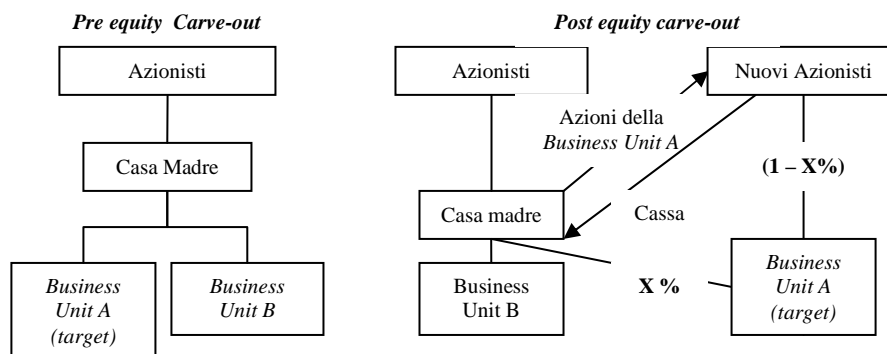 Pre equity Carve-out
Azionisti
Casa Madre
Business
Unit A
(target)
Business
Unit B
Post equity carve-out
Azionisti
Nuovi Azionisti
Azioni della
Business Unit A
(1 – X%)
Casa madre
Cassa
Business
Unit B
X %
Business
Unit A
(target)